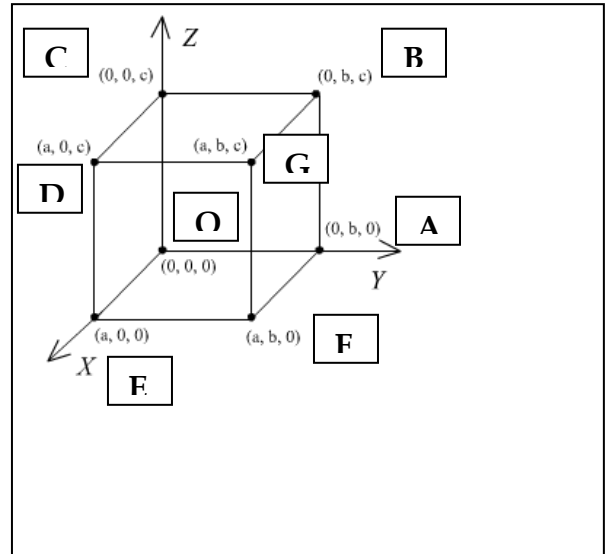 Z
C
B
(0, 0, c)
(0, b, c)
(a, 0, c)
(a, b, c)
G
D
O
A
(0, b, 0)
(0, 0, 0)
Y
(a, 0, 0)
(a, b, 0)
F
X
E